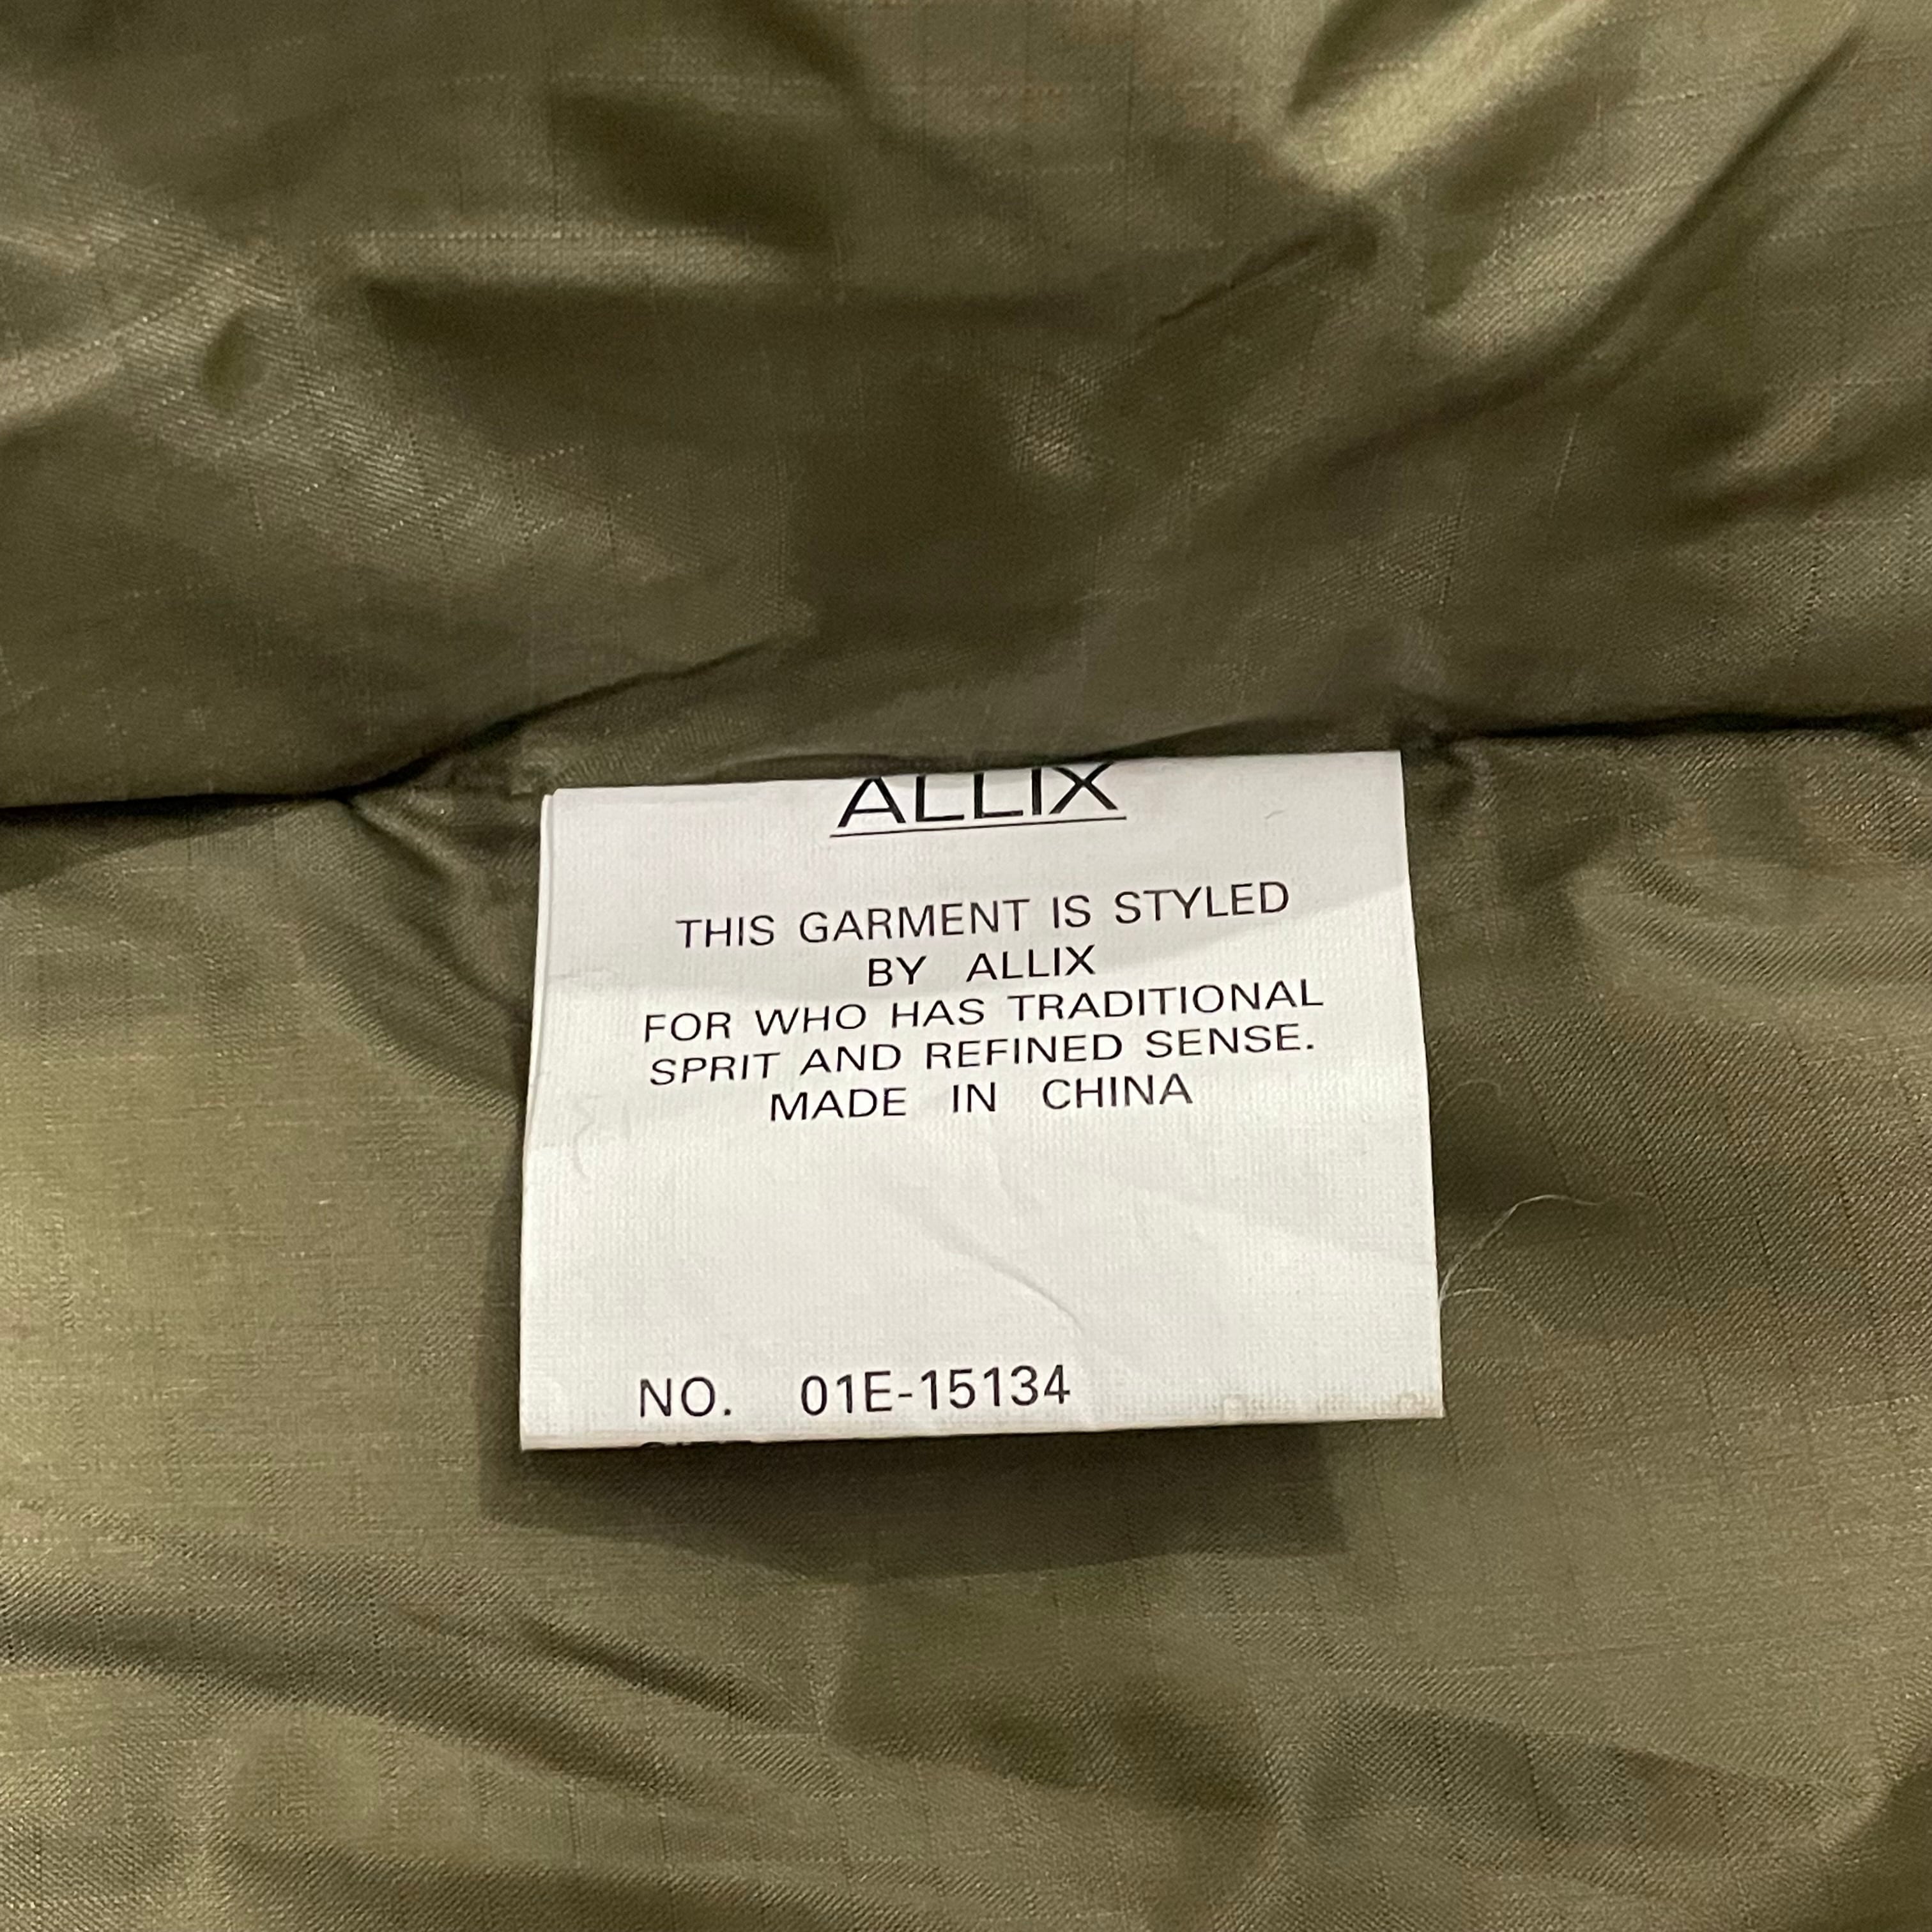 ALLIX
THIS GARMENT IS STYLED
BY ALLIX
FOR WHO HAS TRADITIONAL
SPRIT AND REFINED SENSE.
MADE IN CHINA
NO. 01E-15134